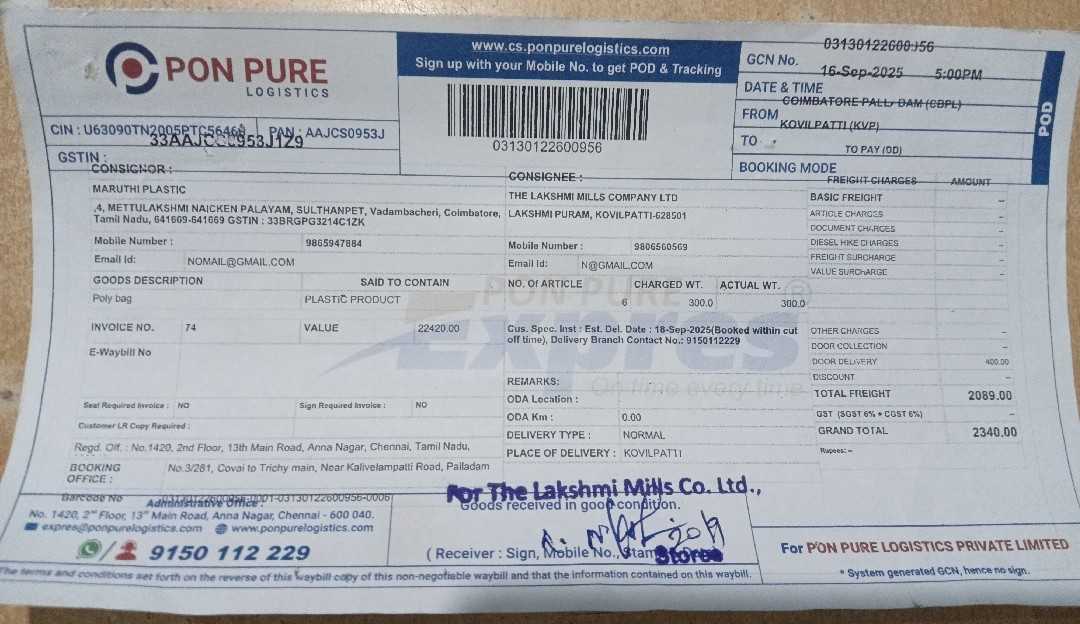 PON PURE
LOGISTICS
www.cs.ponpurelogistics.com
Sign up with your Mobile No. to get POD & Tracking
03130122600956
GCN No. 03130122600956
DATE & TIME 16-Sep-2025 5:00PM
FROM COIMBATORE (CBPL)
TO KOVILPATTI (KVP)
BOOKING MODE TO PAY (OD)
POD
CIN : PAN : AAJCS0953J
GSTIN :
CONSIGNOR :
MARUTHI PLASTIC
,4, METTULAKSHMI NAICKEN PALAYAM, SULTHANPET, Vadambacheri, Coimbatore,
Tamil Nadu, 641669-641669 GSTIN : 33BRGPG3214C1ZK
Mobile Number : 9865947884
Email Id: NOMAIL@GMAIL.COM
CONSIGNEE :
THE LAKSHMI MILLS COMPANY LTD
LAKSHMI PURAM, KOVILPATTI-628501
Mobile Number : 9806560569
Email Id: N@GMAIL.COM
GOODS DESCRIPTION SAID TO CONTAIN
Poly bag PLASTIC PRODUCT
NO. OF ARTICLE CHARGED WT. ACTUAL WT.
6 300.0 300.0
INVOICE NO. 74 VALUE 22420.00
E-Waybill No
Cus. Spec. Inst : Est. Del. Date : 18-Sep-2025(Booked within cut
off time), Delivery Branch Contact No.: 9150112229
PON PURE
Expres
On time every time
REMARKS:
ODA Location :
ODA Km : 0.00
DELIVERY TYPE : NORMAL
PLACE OF DELIVERY : KOVILPATTI
Seal Required Invoice : NO Sign Required Invoice : NO
Customer LR Copy Required :
Regd. Off. : No.1420, 2nd Floor, 13th Main Road, Anna Nagar, Chennai, Tamil Nadu,
BOOKING OFFICE : No.3/281, Covai to Trichy main, Near Kalivelampatti Road, Palladam
Barcode No 03130122600956-0001-03130122600956-0006
FREIGHT CHARGES AMOUNT
BASIC FREIGHT –
ARTICLE CHARGES –
DOCUMENT CHARGES –
DIESEL HIKE CHARGES –
FREIGHT SURCHARGE –
VALUE SURCHARGE –
OTHER CHARGES –
DOOR COLLECTION –
DOOR DELIVERY 400.00
DISCOUNT –
TOTAL FREIGHT 2089.00
GST (SGST 6% + CGST 6%) –
GRAND TOTAL 2340.00
Rupees: –
Administrative Office :
No. 1420, 2nd Floor, 13th Main Road, Anna Nagar, Chennai - 600 040.
expres@ponpurelogistics.com www.ponpurelogistics.com
9150 112 229
For The Lakshmi Mills Co. Ltd.,
Goods received in good condition.
(Receiver : Sign, Mobile No., Stamp
Stores
For PON PURE LOGISTICS PRIVATE LIMITED
* System generated GCN, hence no sign.
The terms and conditions set forth on the reverse of this waybill copy of this non-negotiable waybill and that the information contained on this waybill.